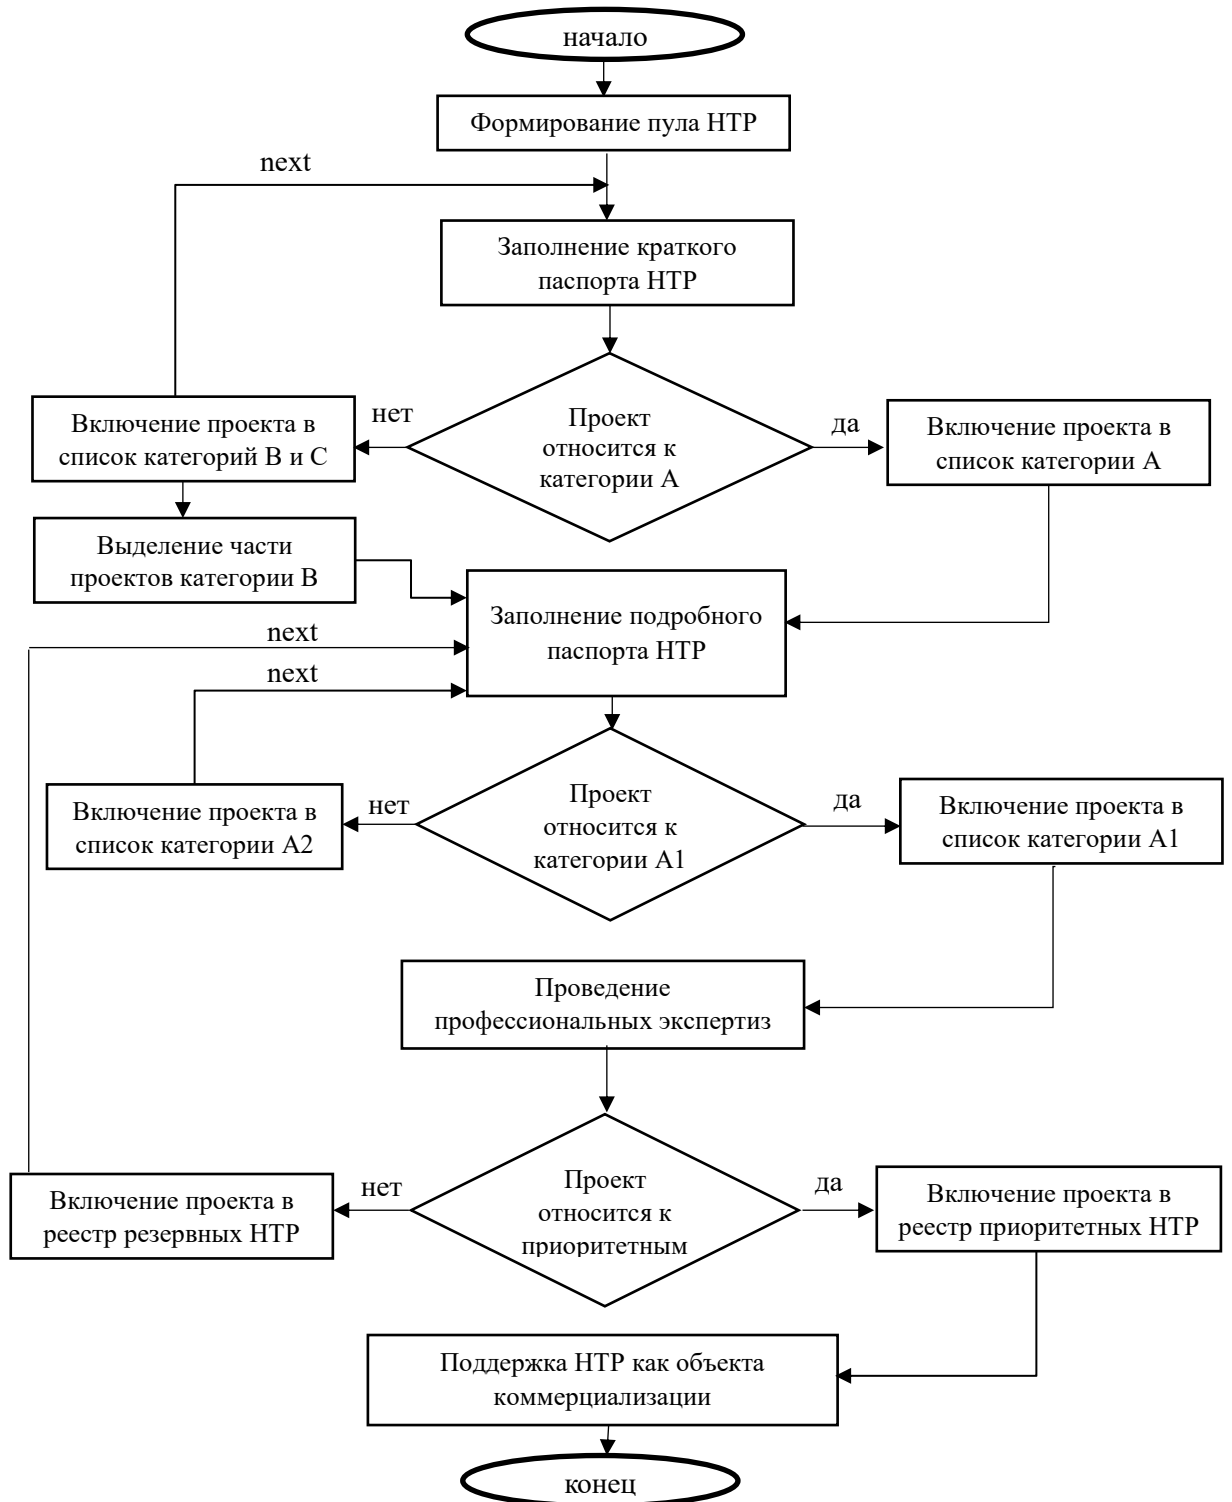 начало
Формирование пула НТР
next
Заполнение краткого
паспорта НТР
Проект
относится к
категории А
нет
да
Включение проекта в
список категорий В и С
Включение проекта в
список категории А
Выделение части
проектов категории В
Заполнение подробного
паспорта НТР
next
next
Проект
относится к
категории А1
нет
да
Включение проекта в
список категории А2
Включение проекта в
список категории А1
Проведение
профессиональных экспертиз
Проект
относится к
приоритетным
нет
да
Включение проекта в
реестр резервных НТР
Включение проекта в
реестр приоритетных НТР
Поддержка НТР как объекта
коммерциализации
конец